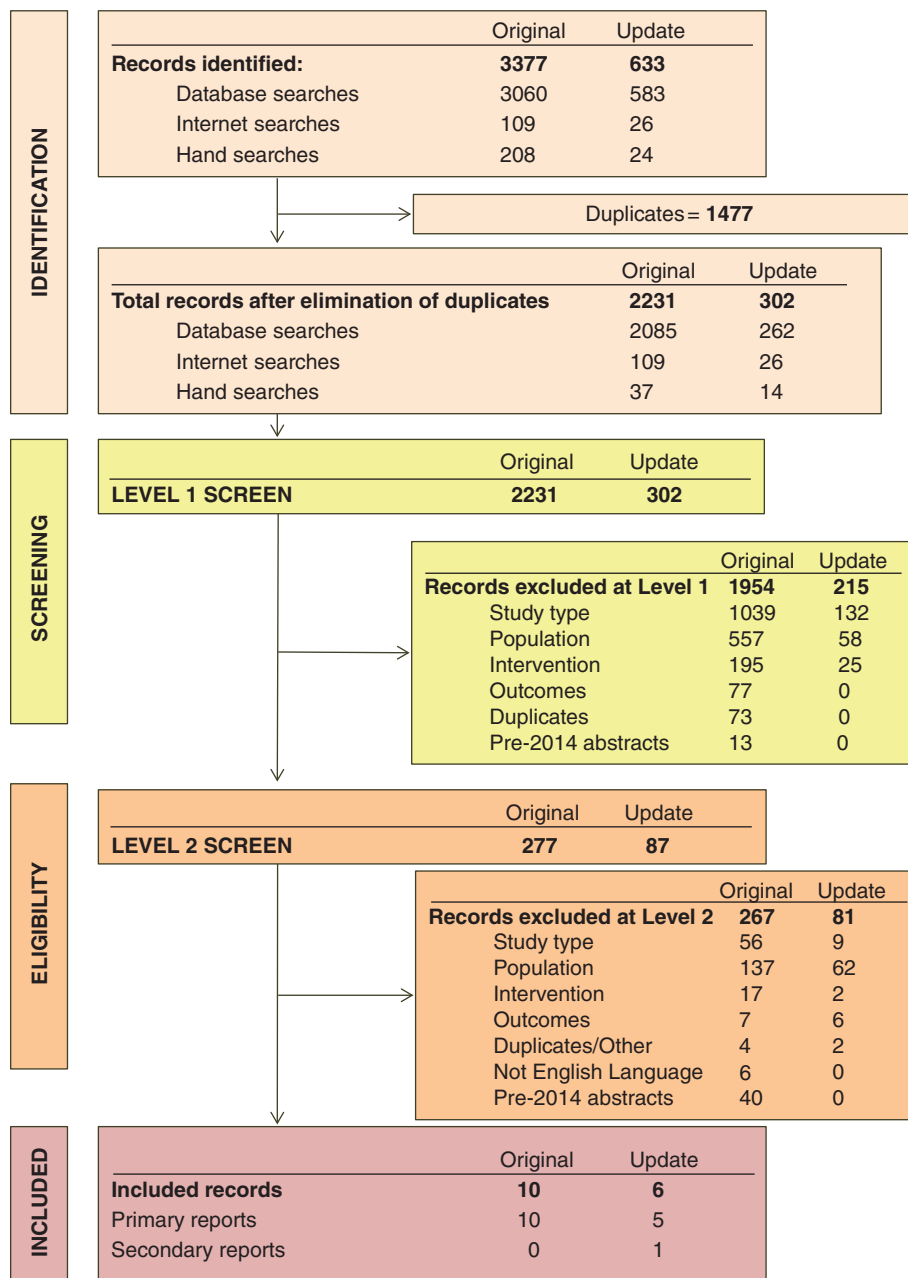 IDENTIFICATION
Original Update
Records identified: 3377 633
Database searches 3060 583
Internet searches 109 26
Hand searches 208 24
Duplicates = 1477
Original Update
Total records after elimination of duplicates 2231 302
Database searches 2085 262
Internet searches 109 26
Hand searches 37 14
SCREENING
Original Update
LEVEL 1 SCREEN 2231 302
Original Update
Records excluded at Level 1 1954 215
Study type 1039 132
Population 557 58
Intervention 195 25
Outcomes 77 0
Duplicates 73 0
Pre-2014 abstracts 13 0
ELIGIBILITY
Original Update
LEVEL 2 SCREEN 277 87
Original Update
Records excluded at Level 2 267 81
Study type 56 9
Population 137 62
Intervention 17 2
Outcomes 7 6
Duplicates/Other 4 2
Not English Language 6 0
Pre-2014 abstracts 40 0
INCLUDED
Original Update
Included records 10 6
Primary reports 10 5
Secondary reports 0 1